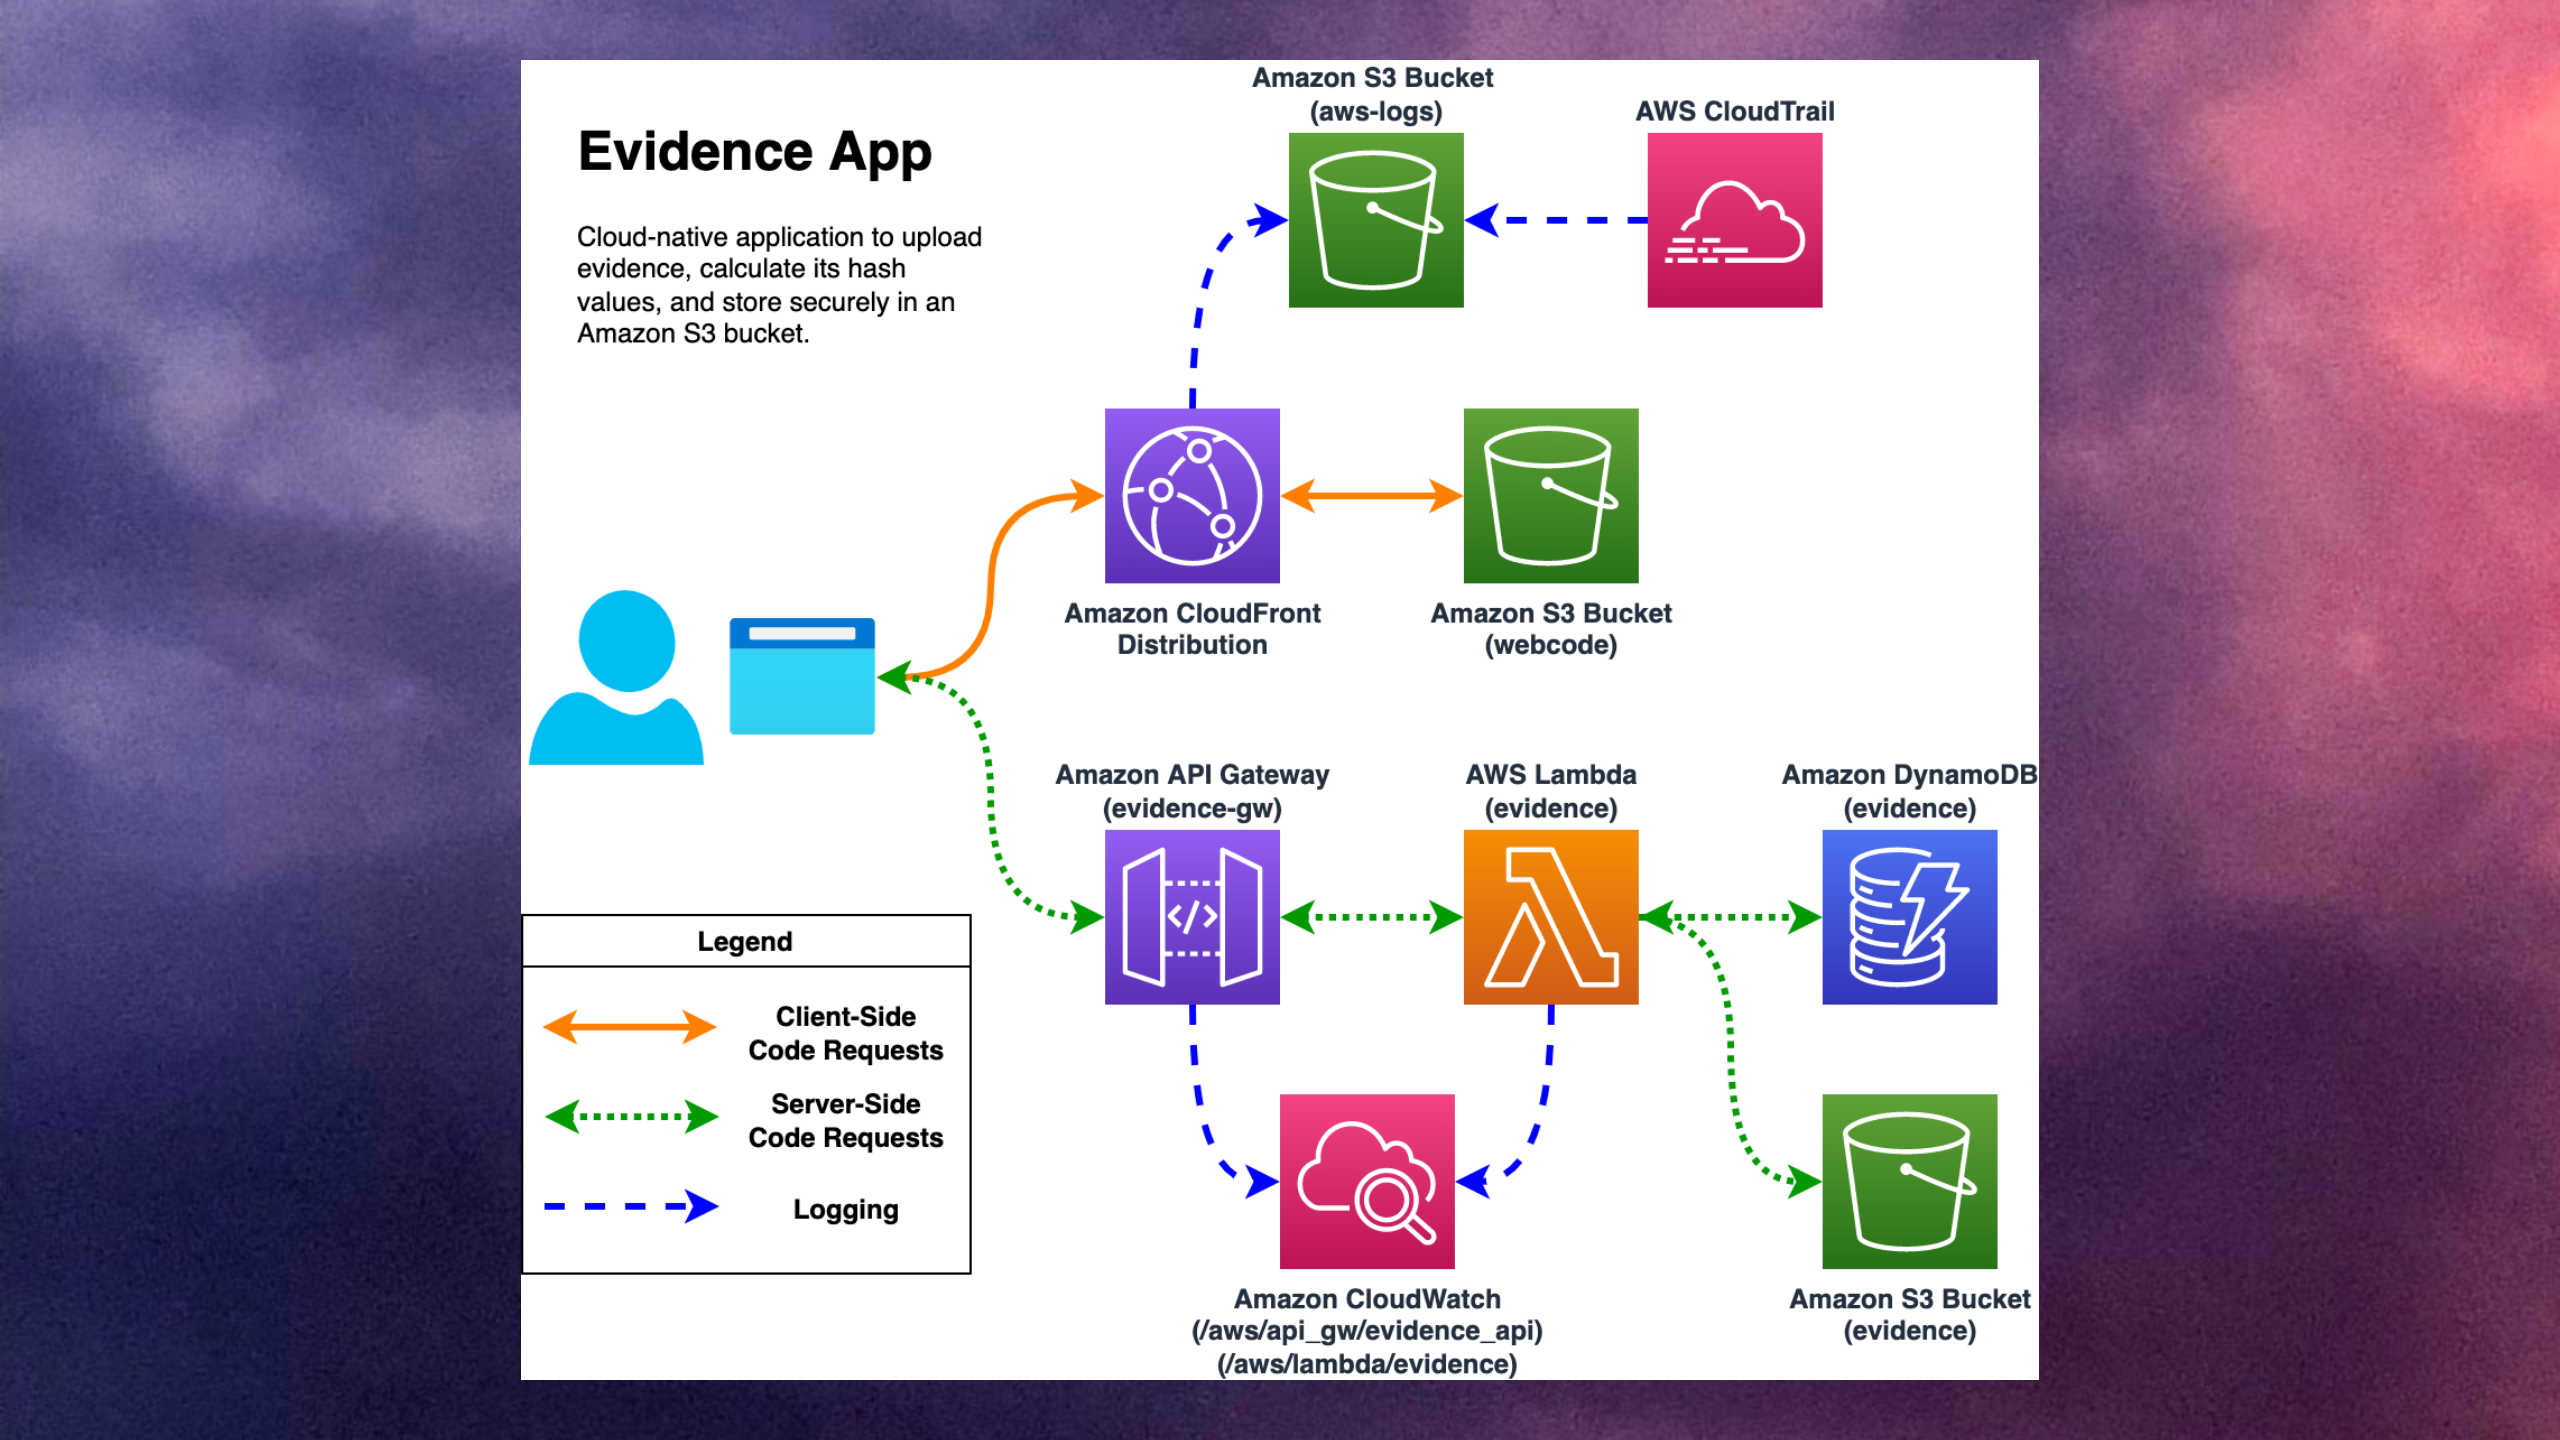 Evidence App
Cloud-native application to upload
evidence, calculate its hash
values, and store securely in an
Amazon S3 bucket.
Amazon S3 Bucket
(aws-logs)
AWS CloudTrail
Amazon CloudFront
Distribution
Amazon S3 Bucket
(webcode)
Amazon API Gateway
(evidence-gw)
AWS Lambda
(evidence)
Amazon DynamoDB
(evidence)
</>
Legend
Client-Side
Code Requests
Server-Side
Code Requests
Logging
Amazon CloudWatch
(/aws/api_gw/evidence_api)
(/aws/lambda/evidence)
Amazon S3 Bucket
(evidence)